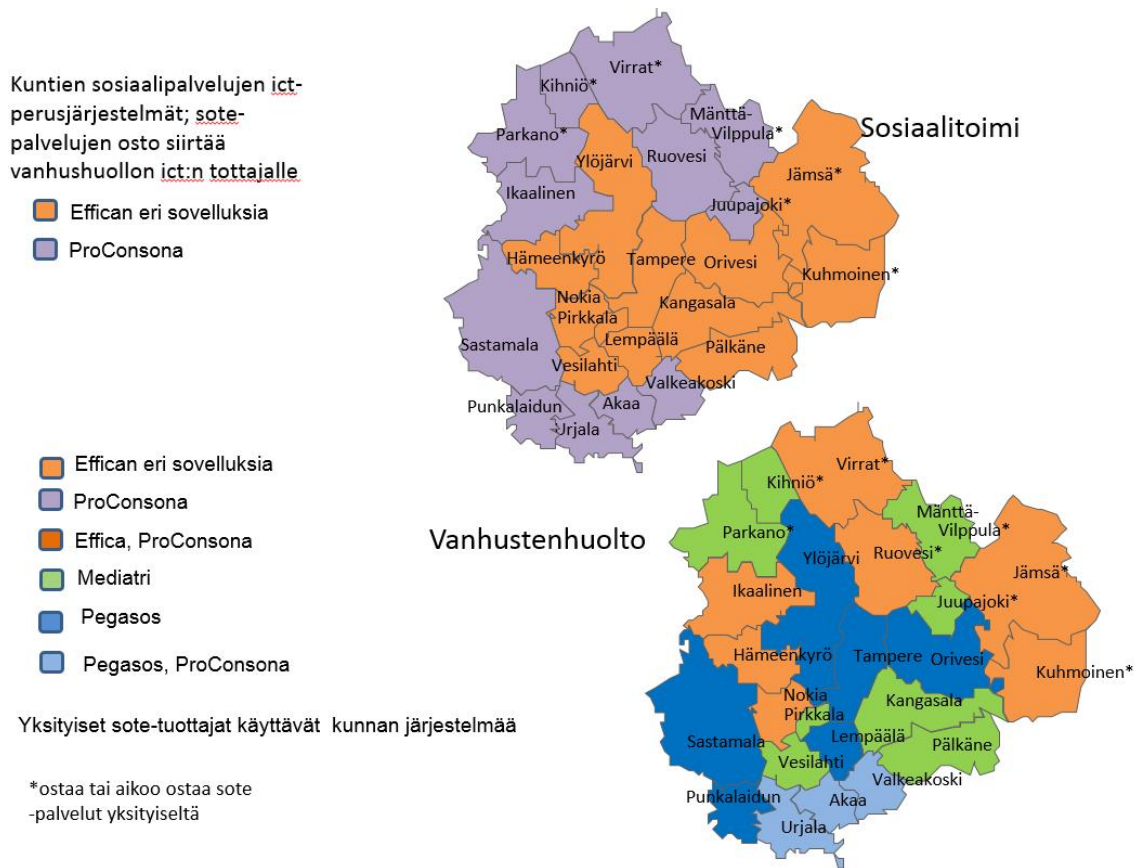 Kuntien sosiaalipalvelujen ict-
perusjärjestelmät; sote-
palvelujen osto siirtää
vanhushuollon ict:n tottajalle
Effican eri sovelluksia
ProConsona
Sosiaalitoimi
Virrat*
Kihniö*
Mänttä-
Vilppula*
Parkano*
Ruovesi
Ylöjärvi
Jämsä*
Ikaalinen
Juupajoki*
Hämeenkyrö
Tampere
Orivesi
Kuhmoinen*
Nokia
Kangasala
Pirkkala
Lempäälä
Sastamala
Pälkäne
Vesilahti
Valkeakoski
Punkalaidun
Akaa
Urjala
Effican eri sovelluksia
ProConsona
Effica, ProConsona
Mediatri
Pegasos
Pegasos, ProConsona
Yksityiset sote-tuottajat käyttävät kunnan järjestelmää
*ostaa tai aikoo ostaa sote
-palvelut yksityiseltä
Vanhustenhuolto
Virrat*
Kihniö*
Mänttä-
Vilppula*
Parkano*
Ruovesi*
Ylöjärvi
Jämsä*
Ikaalinen
Juupajoki*
Hämeenkyrö
Tampere
Orivesi
Kuhmoinen*
Nokia
Kangasala
Pirkkala
Lempäälä
Sastamala
Pälkäne
Vesilahti
Valkeakoski
Punkalaidun
Akaa
Urjala